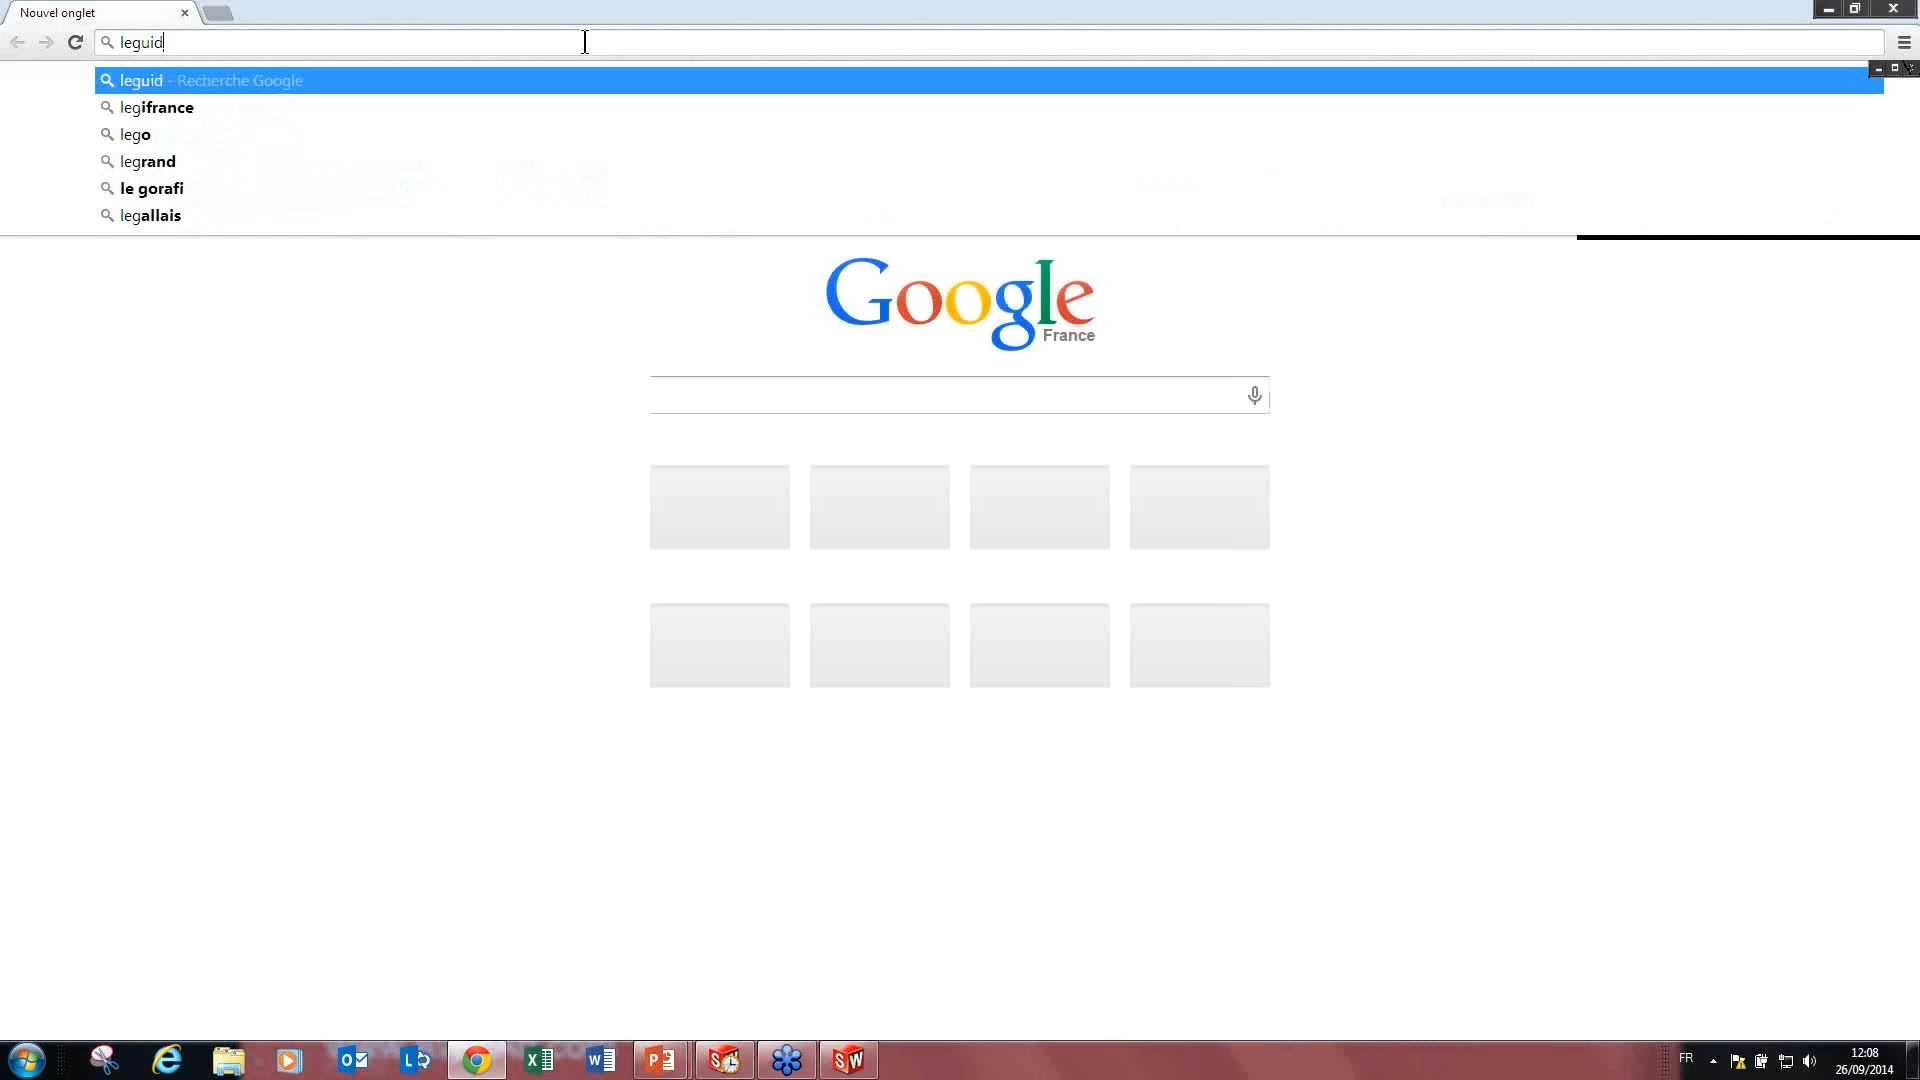 Nouvel onglet
leguid
leguid - Recherche Google
legifrance
lego
legrand
le gorafi
legallais
Google
France
FR
12:08
26/09/2014